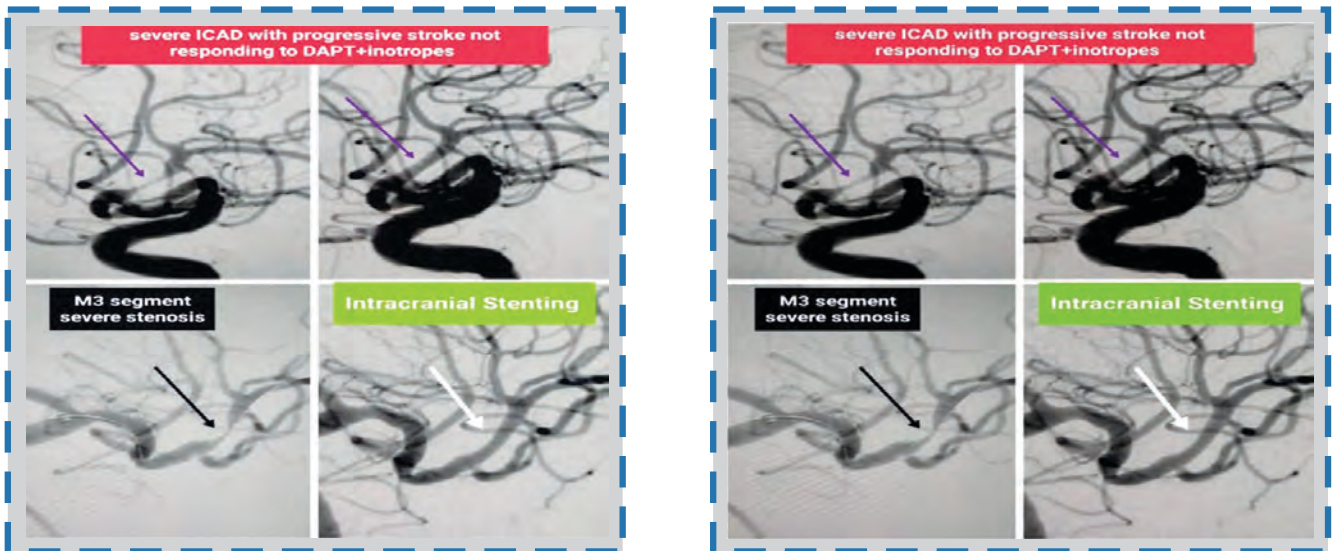 severe ICAD with progressive stroke not
responding to DAPT+inotropes
M3 segment
severe stenosis
Intracranial Stenting
severe ICAD with progressive stroke not
responding to DAPT+inotropes
M3 segment
severe stenosis
Intracranial Stenting